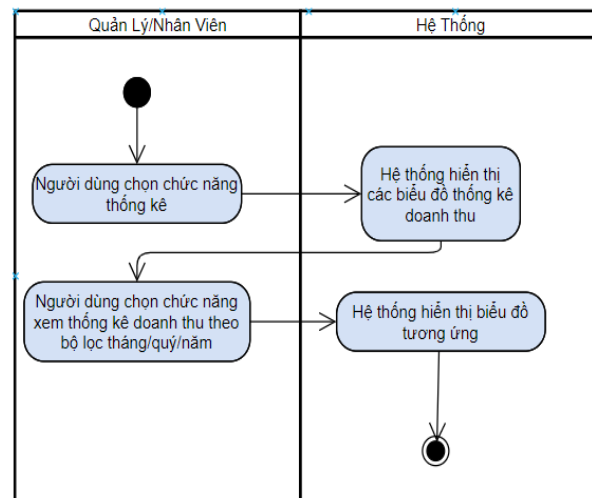 Quản Lý/Nhân Viên
Hệ Thống
Người dùng chọn chức năng
thống kê
Hệ thống hiển thị
các biểu đồ thống kê
doanh thu
Người dùng chọn chức năng
xem thống kê doanh thu theo
bộ lọc tháng/quý/năm
Hệ thống hiển thị biểu đồ
tương ứng